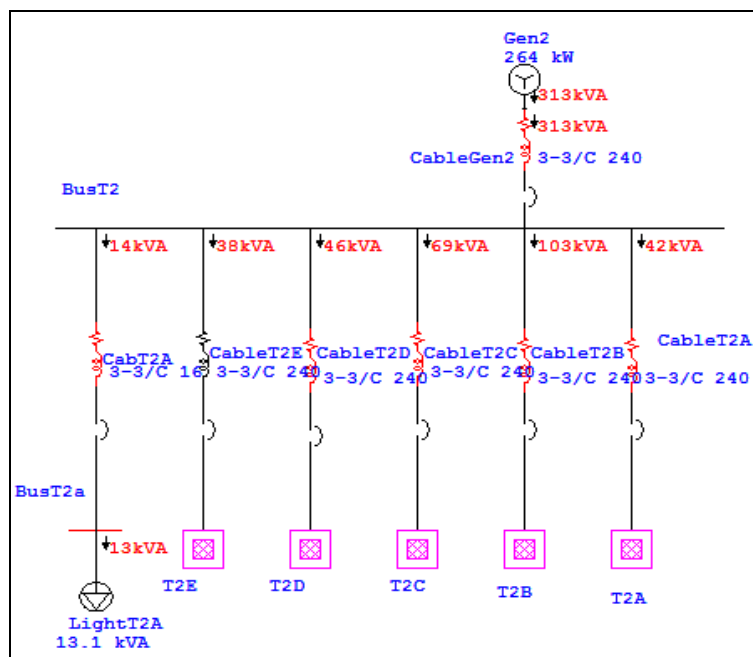 Gen2
264 kW
313kVA
313kVA
CableGen2 3-3/C 240
BusT2
14kVA 38kVA 46kVA 69kVA 103kVA 42kVA
CabT2A CableT2E CableT2D CableT2C CableT2B CableT2A
3-3/C 16 3-3/C 240 3-3/C 240 3-3/C 240 3-3/C 240 3-3/C 240
BusT2a
13kVA
T2E T2D T2C T2B T2A
LightT2A
13.1 kVA